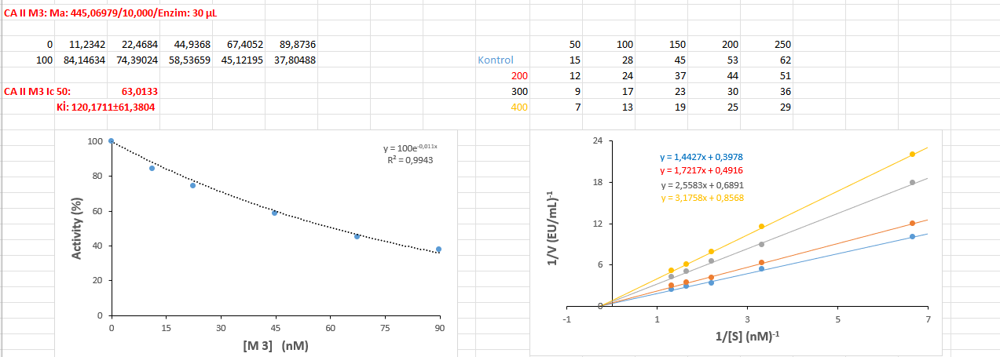 CA II M3: Ma: 445,06979/10,000/Enzim: 30 µL
0 11,2342 22,4684 44,9368 67,4052 89,8736
100 84,14634 74,39024 58,53659 45,12195 37,80488
CA II M3 Ic 50: 63,0133
Kİ: 120,1711±61,3804
50 100 150 200 250
Kontrol 15 28 45 53 62
200 12 24 37 44 51
300 9 17 23 30 36
400 7 13 19 25 29
y = 100e-0,011x
R² = 0,9943
Activity (%)
100
80
60
40
20
0
0 15 30 45 60 75 90
[M 3] (nM)
y = 1,4427x + 0,3978
y = 1,7217x + 0,4916
y = 2,5583x + 0,6891
y = 3,1758x + 0,8568
1/V (EU/mL)-1
24
18
12
6
0
-1 1 3 5 7
1/[S] (nM)-1